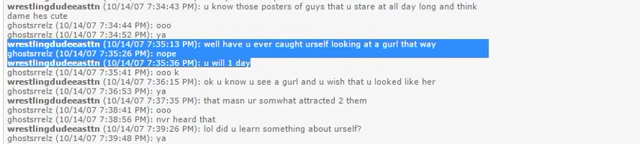 wrestlingdudeeasttn (10/14/07 7:34:43 PM): u know those posters of guys that u stare at all day long and think
dame hes cute
ghostsrrelz (10/14/07 7:34:44 PM): ooo
ghostsrrelz (10/14/07 7:34:52 PM): ya
wrestlingdudeeasttn (10/14/07 7:35:13 PM): well have u ever caught urself looking at a gurl that way
ghostsrrelz (10/14/07 7:35:26 PM): nope
wrestlingdudeeasttn (10/14/07 7:35:36 PM): u will 1 day
ghostsrrelz (10/14/07 7:35:41 PM): ooo k
wrestlingdudeeasttn (10/14/07 7:36:15 PM): ok u know u see a gurl and u wish that u looked like her
ghostsrrelz (10/14/07 7:36:53 PM): ya
wrestlingdudeeasttn (10/14/07 7:37:35 PM): that masn ur somwhat attracted 2 them
ghostsrrelz (10/14/07 7:38:41 PM): ooo
ghostsrrelz (10/14/07 7:38:56 PM): nvr heard that
wrestlingdudeeasttn (10/14/07 7:39:26 PM): lol did u learn something about urself?
ghostsrrelz (10/14/07 7:39:48 PM): ya